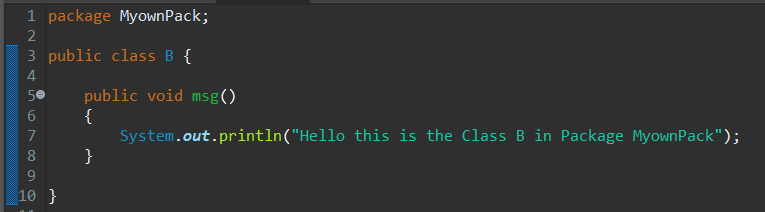 1 package MyownPack;
2
3 public class B {
4
5 public void msg()
6 {
7 System.out.println("Hello this is the Class B in Package MyownPack");
8 }
9
10 }